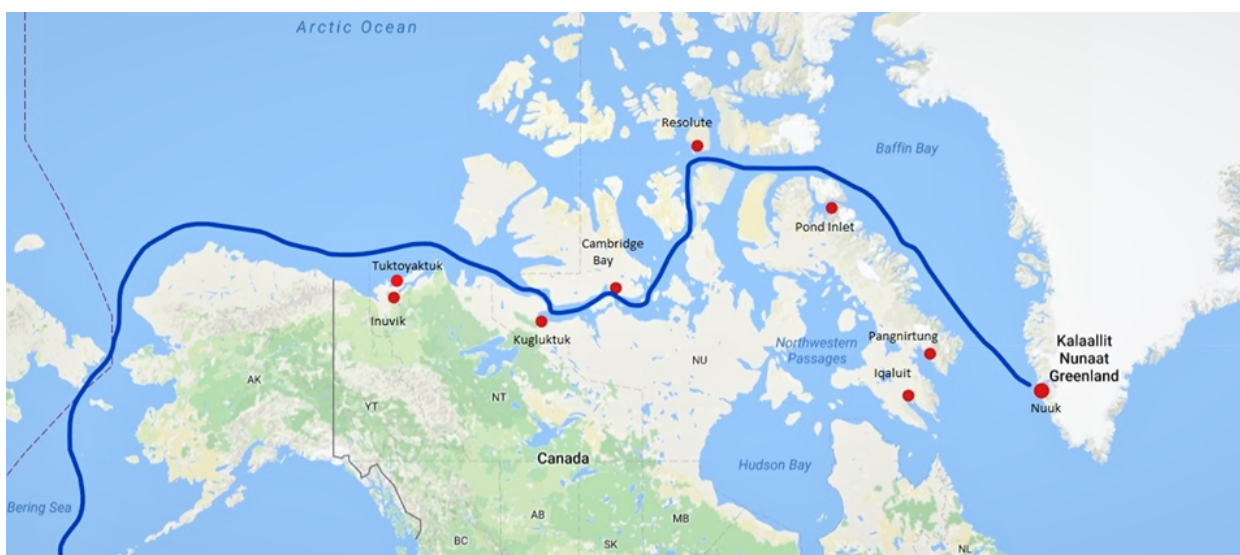 Arctic Ocean
Resolute
Baffin Bay
Pond Inlet
Cambridge
Bay
Tuktoyaktuk
Inuvik
Kugluktuk
Northwestern
Passages
Pangnirtung
Iqaluit
Kalaallit
Nunaat
Greenland
Nuuk
NU
AK
YT
NT
Canada
Hudson Bay
Bering Sea
AB
MB
BC
SK
NL